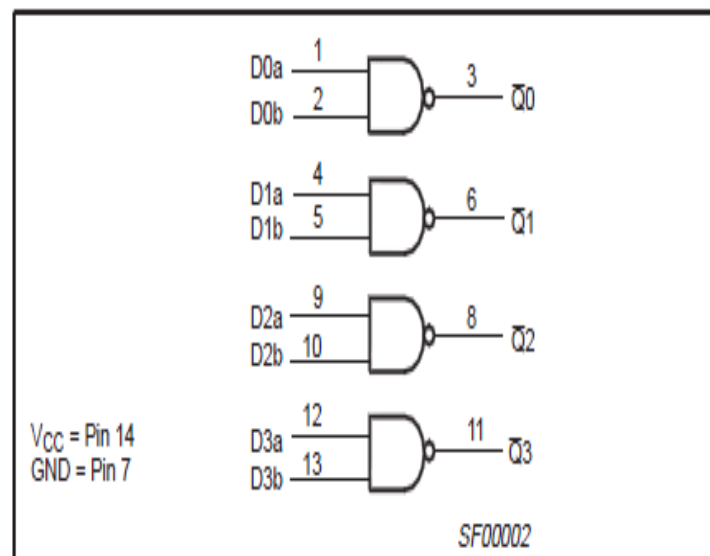 D0a 1
D0b 2
3 Q̅0
D1a 4
D1b 5
6 Q̅1
D2a 9
D2b 10
8 Q̅2
D3a 12
D3b 13
11 Q̅3
VCC = Pin 14
GND = Pin 7
SF00002